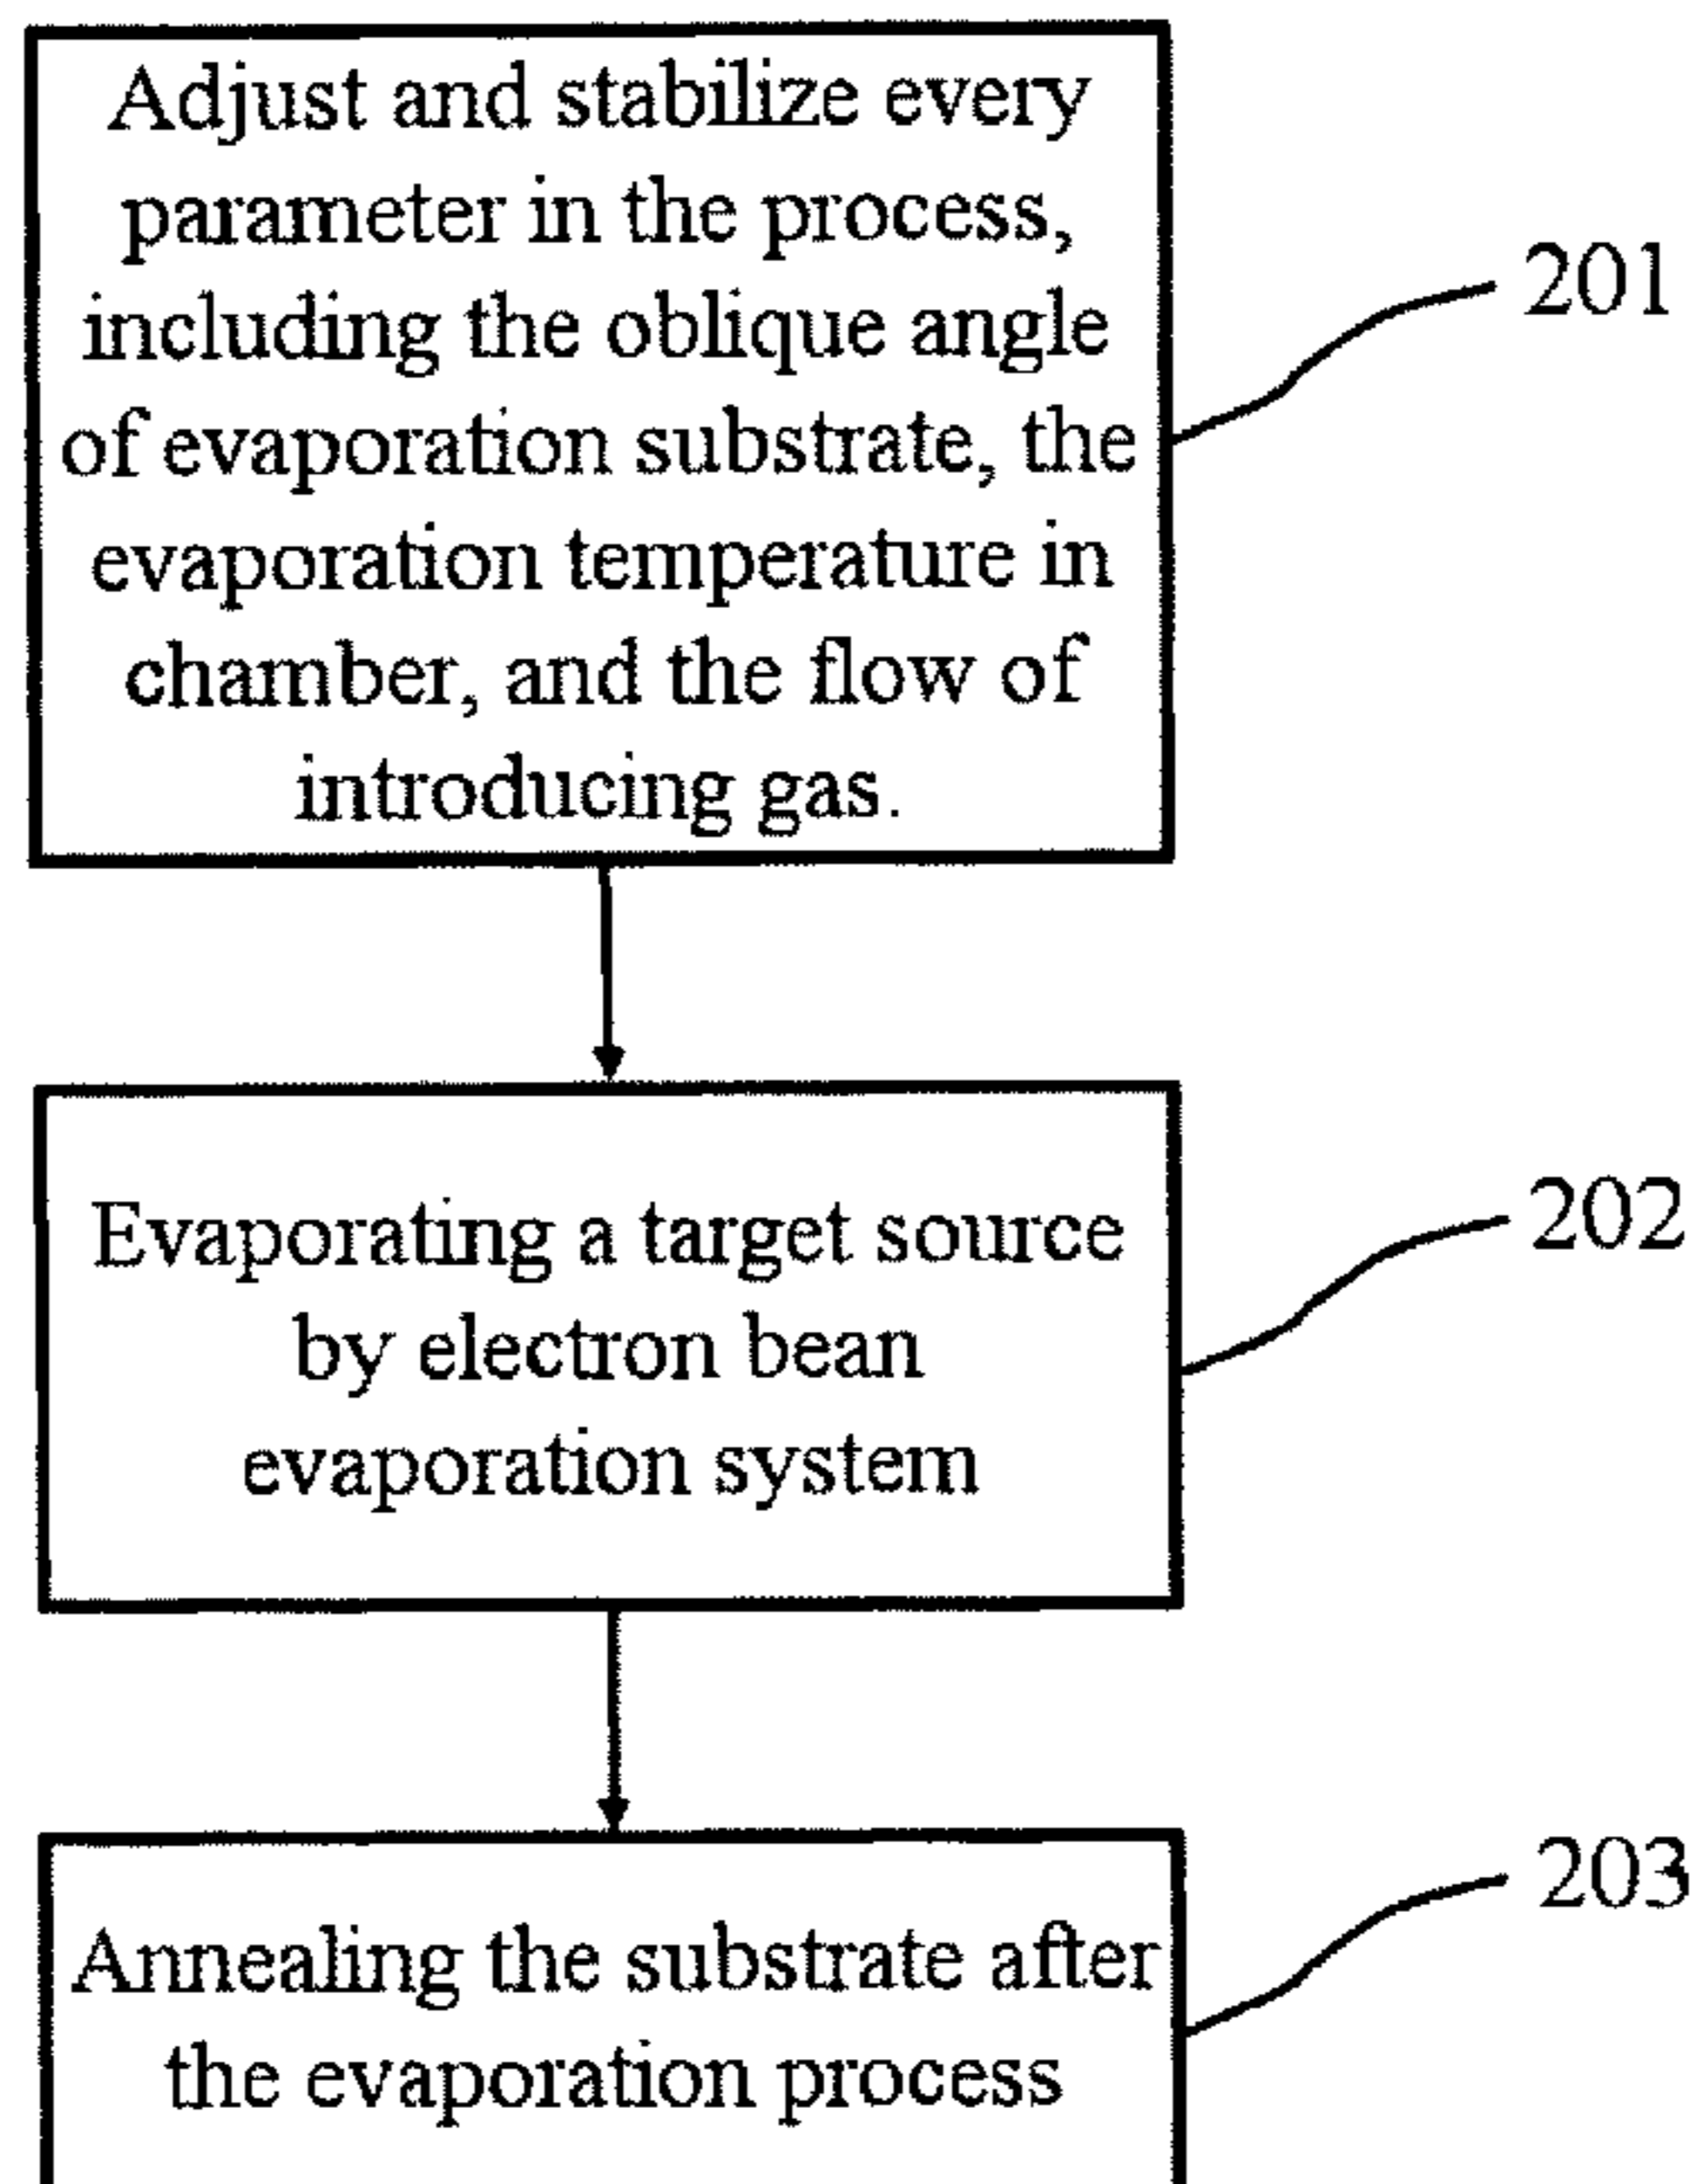 Adjust and stabilize every
parameter in the process,
including the oblique angle
of evaporation substrate, the
evaporation temperature in
chamber, and the flow of
introducing gas.
201
Evaporating a target source
by electron bean
evaporation system
202
Annealing the substrate after
the evaporation process
203